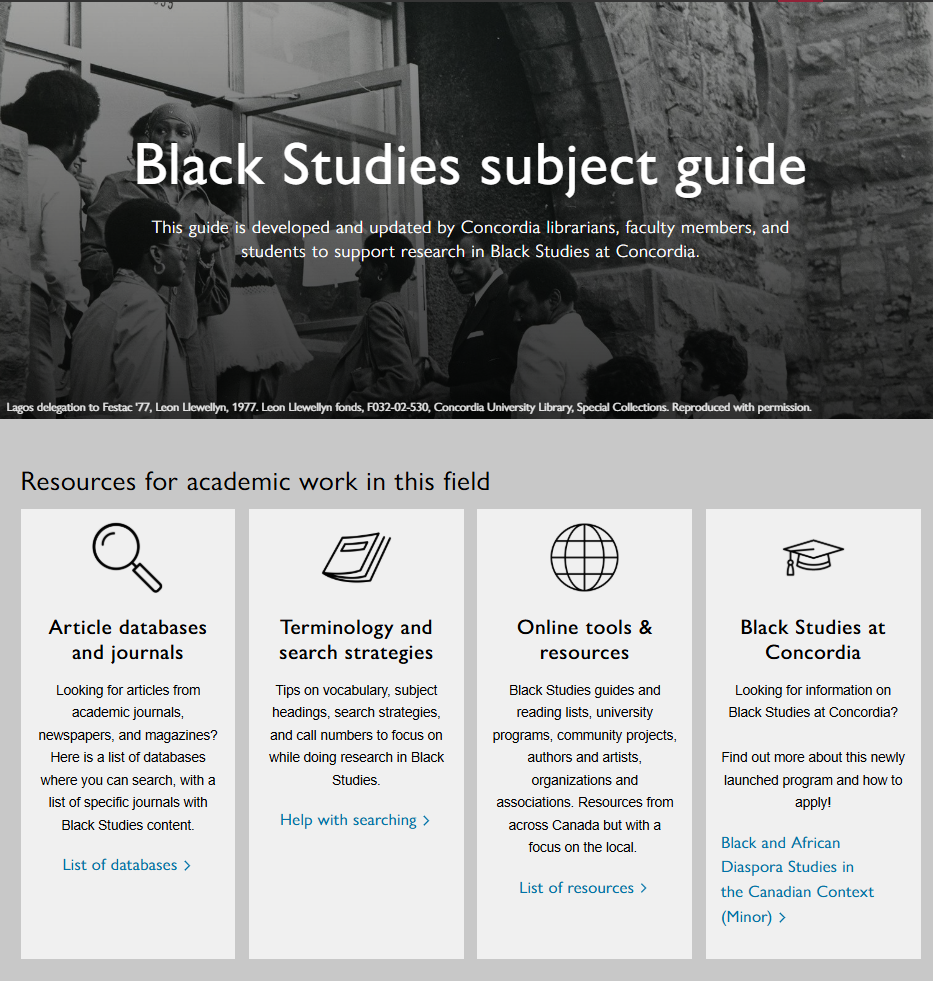 Black Studies subject guide
This guide is developed and updated by Concordia librarians, faculty members, and
students to support research in Black Studies at Concordia.
Lagos delegation to Festac '77, Leon Llewellyn, 1977. Leon Llewellyn fonds, F032-02-530, Concordia University Library, Special Collections. Reproduced with permission.
Resources for academic work in this field
Article databases
and journals
Looking for articles from
academic journals,
newspapers, and magazines?
Here is a list of databases
where you can search, with a
list of specific journals with
Black Studies content.
List of databases >
Terminology and
search strategies
Tips on vocabulary, subject
headings, search strategies,
and call numbers to focus on
while doing research in Black
Studies.
Help with searching >
Online tools &
resources
Black Studies guides and
reading lists, university
programs, community projects,
authors and artists,
organizations and
associations. Resources from
across Canada but with a
focus on the local.
List of resources >
Black Studies at
Concordia
Looking for information on
Black Studies at Concordia?
Find out more about this newly
launched program and how to
apply!
Black and African
Diaspora Studies in
the Canadian Context
(Minor) >